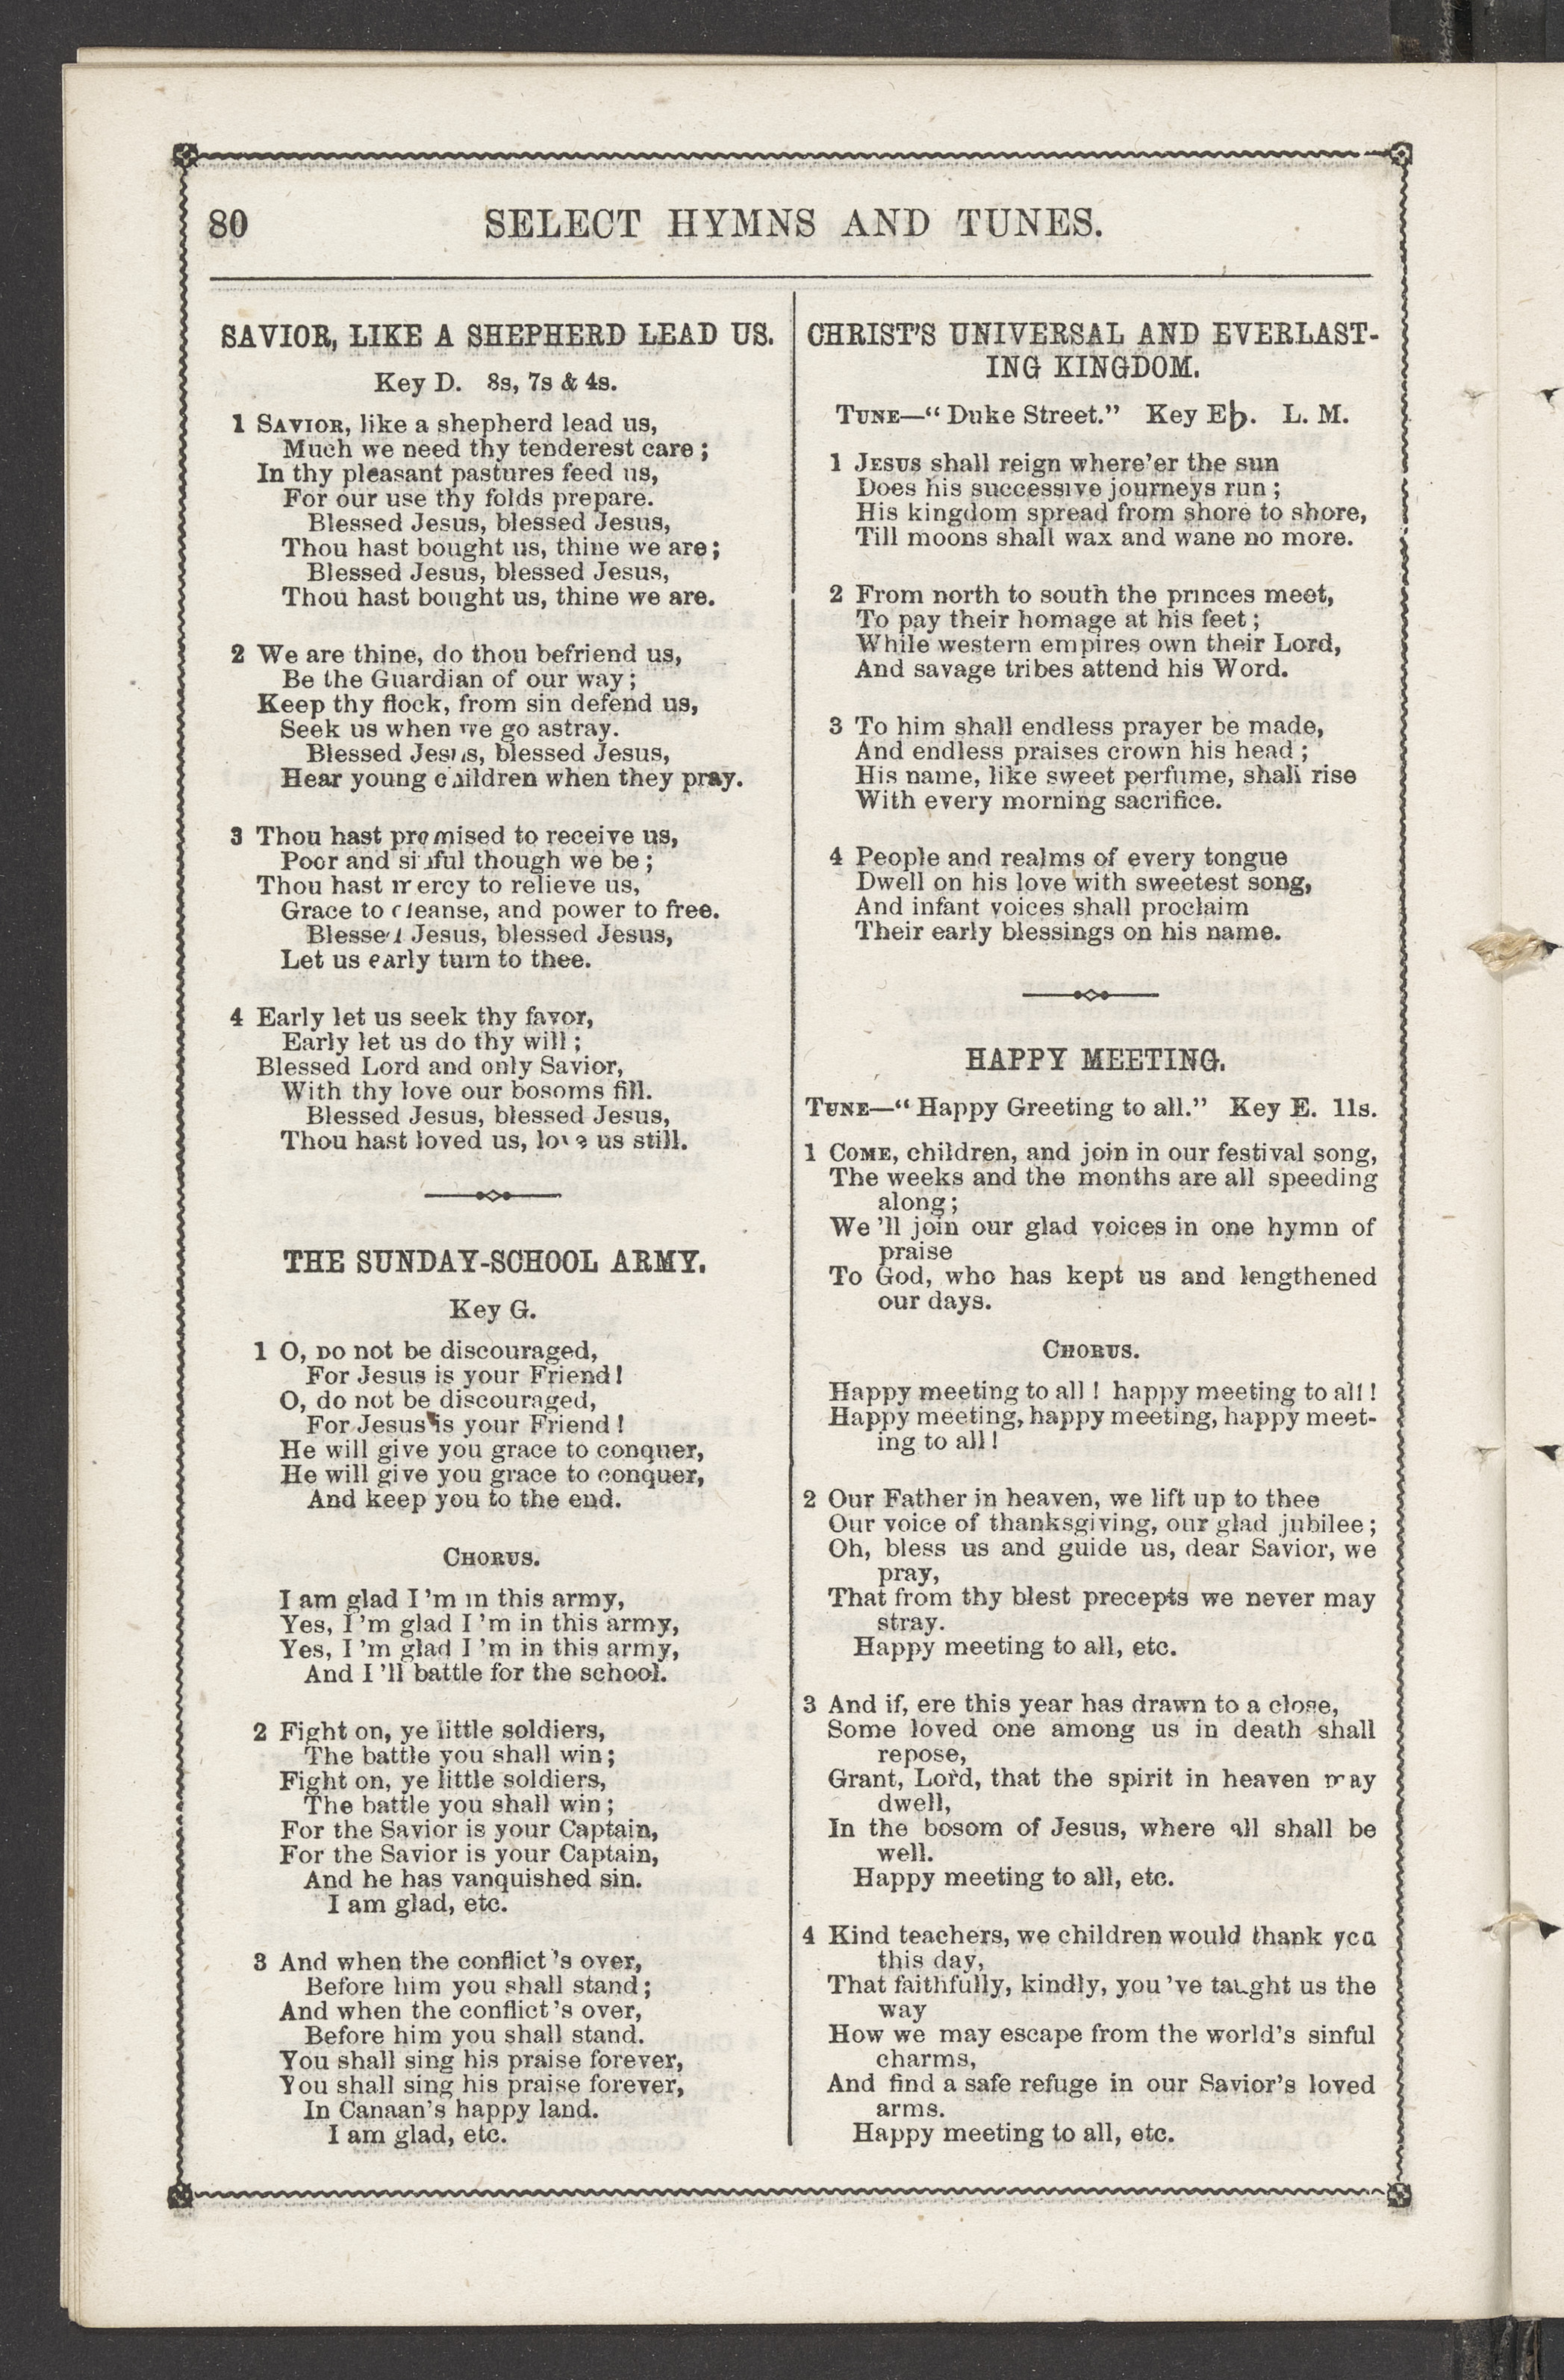 80
SELECT HYMNS AND TUNES.
SAVIOR, LIKE A SHEPHERD LEAD US.
Key D. 8s, 7s & 4s.
1 SAVIOR, like a shepherd lead us,
Much we need thy tenderest care;
In thy pleasant pastures feed us,
For our use thy folds prepare.
Blessed Jesus, blessed Jesus,
Thou hast bought us, thine we are;
Blessed Jesus, blessed Jesus,
Thou hast bought us, thine we are.
2 We are thine, do thou befriend us,
Be the Guardian of our way;
Keep thy flock, from sin defend us,
Seek us when we go astray.
Blessed Jesus, blessed Jesus,
Hear young children when they pray.
3 Thou hast promised to receive us,
Poor and sinful though we be;
Thou hast mercy to relieve us,
Grace to cleanse, and power to free.
Blessed Jesus, blessed Jesus,
Let us early turn to thee.
4 Early let us seek thy favor,
Early let us do thy will;
Blessed Lord and only Savior,
With thy love our bosoms fill.
Blessed Jesus, blessed Jesus,
Thou hast loved us, love us still.
THE SUNDAY-SCHOOL ARMY.
Key G.
1 O, DO not be discouraged,
For Jesus is your Friend!
O, do not be discouraged,
For Jesus is your Friend!
He will give you grace to conquer,
He will give you grace to conquer,
And keep you to the end.
CHORUS.
I am glad I'm in this army,
Yes, I'm glad I'm in this army,
Yes, I'm glad I'm in this army,
And I'll battle for the school.
2 Fight on, ye little soldiers,
The battle you shall win;
Fight on, ye little soldiers,
The battle you shall win;
For the Savior is your Captain,
For the Savior is your Captain,
And he has vanquished sin.
I am glad, etc.
3 And when the conflict's over,
Before him you shall stand;
And when the conflict's over,
Before him you shall stand.
You shall sing his praise forever,
You shall sing his praise forever,
In Canaan's happy land.
I am glad, etc.
CHRIST'S UNIVERSAL AND EVERLAST-
ING KINGDOM.
TUNE—"Duke Street." Key E♭. L. M.
1 JESUS shall reign where'er the sun
Does his successive journeys run;
His kingdom spread from shore to shore,
Till moons shall wax and wane no more.
2 From north to south the princes meet,
To pay their homage at his feet;
While western empires own their Lord,
And savage tribes attend his Word.
3 To him shall endless prayer be made,
And endless praises crown his head;
His name, like sweet perfume, shall rise
With every morning sacrifice.
4 People and realms of every tongue
Dwell on his love with sweetest song,
And infant voices shall proclaim
Their early blessings on his name.
HAPPY MEETING.
TUNE—"Happy Greeting to all." Key E. 11s.
1 COME, children, and join in our festival song,
The weeks and the months are all speeding
along;
We'll join our glad voices in one hymn of
praise
To God, who has kept us and lengthened
our days.
CHORUS.
Happy meeting to all! happy meeting to all!
Happy meeting, happy meeting, happy meet-
ing to all!
2 Our Father in heaven, we lift up to thee
Our voice of thanksgiving, our glad jubilee;
Oh, bless us and guide us, dear Savior, we
pray,
That from thy blest precepts we never may
stray.
Happy meeting to all, etc.
3 And if, ere this year has drawn to a close,
Some loved one among us in death shall
repose,
Grant, Lord, that the spirit in heaven may
dwell,
In the bosom of Jesus, where all shall be
well.
Happy meeting to all, etc.
4 Kind teachers, we children would thank you
this day,
That faithfully, kindly, you've taught us the
way
How we may escape from the world's sinful
charms,
And find a safe refuge in our Savior's loved
arms.
Happy meeting to all, etc.